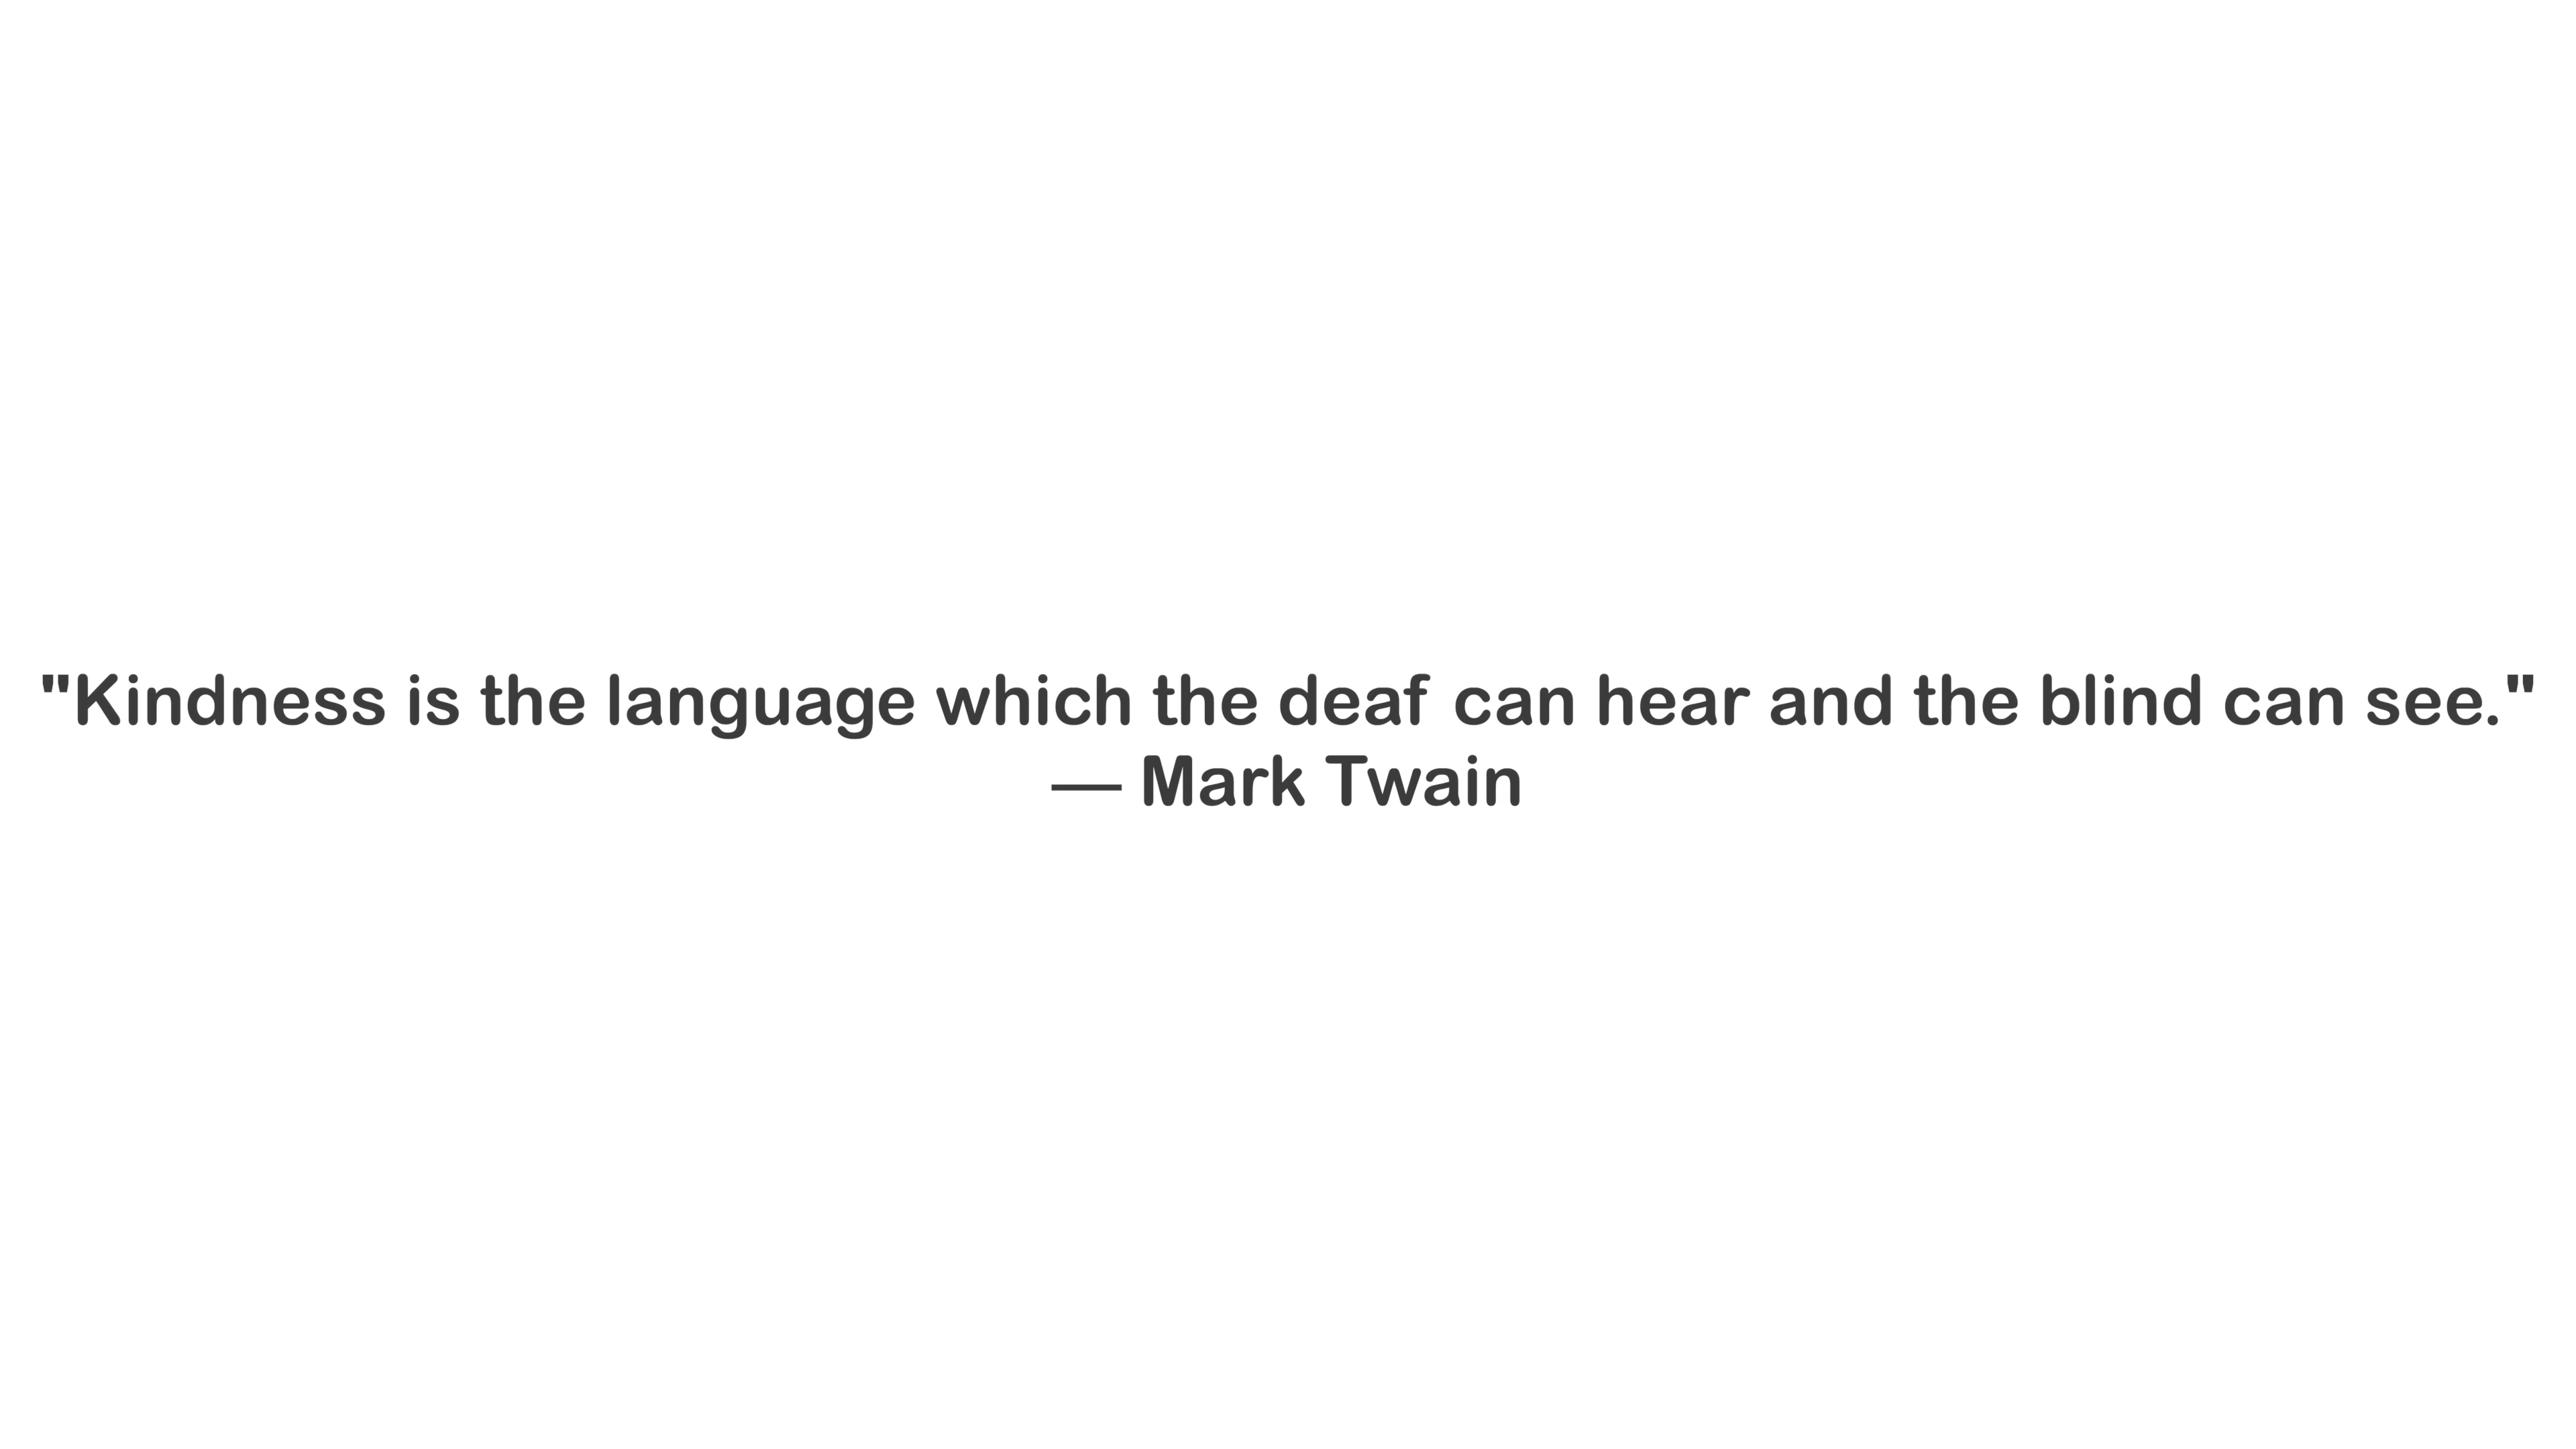 "Kindness is the language which the deaf can hear and the blind can see."
— Mark Twain